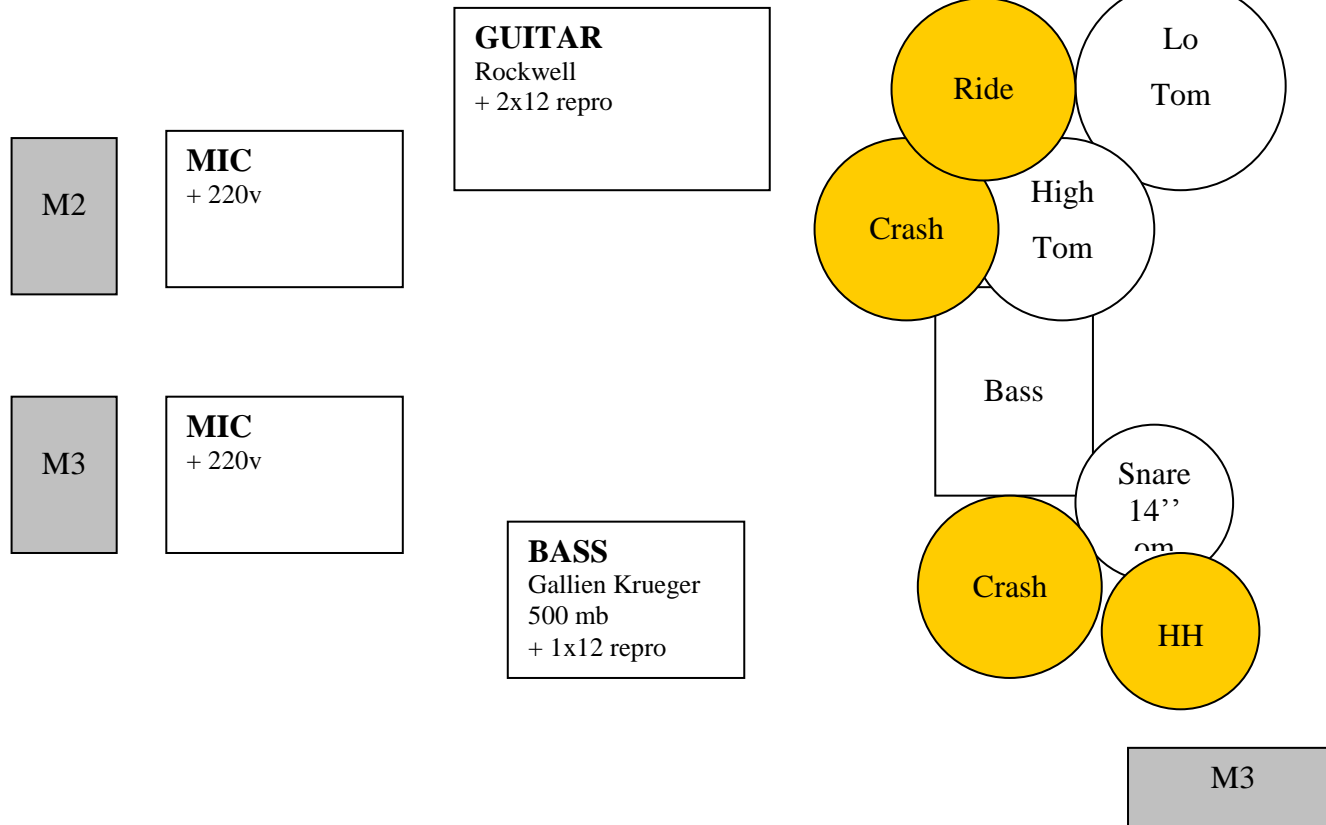 GUITAR
Rockwell
+ 2x12 repro
Ride
Lo
Tom
M2
MIC
+ 220v
Crash
High
Tom
M3
MIC
+ 220v
Bass
Snare
14’’
om
BASS
Gallien Krueger
500 mb
+ 1x12 repro
Crash
HH
M3